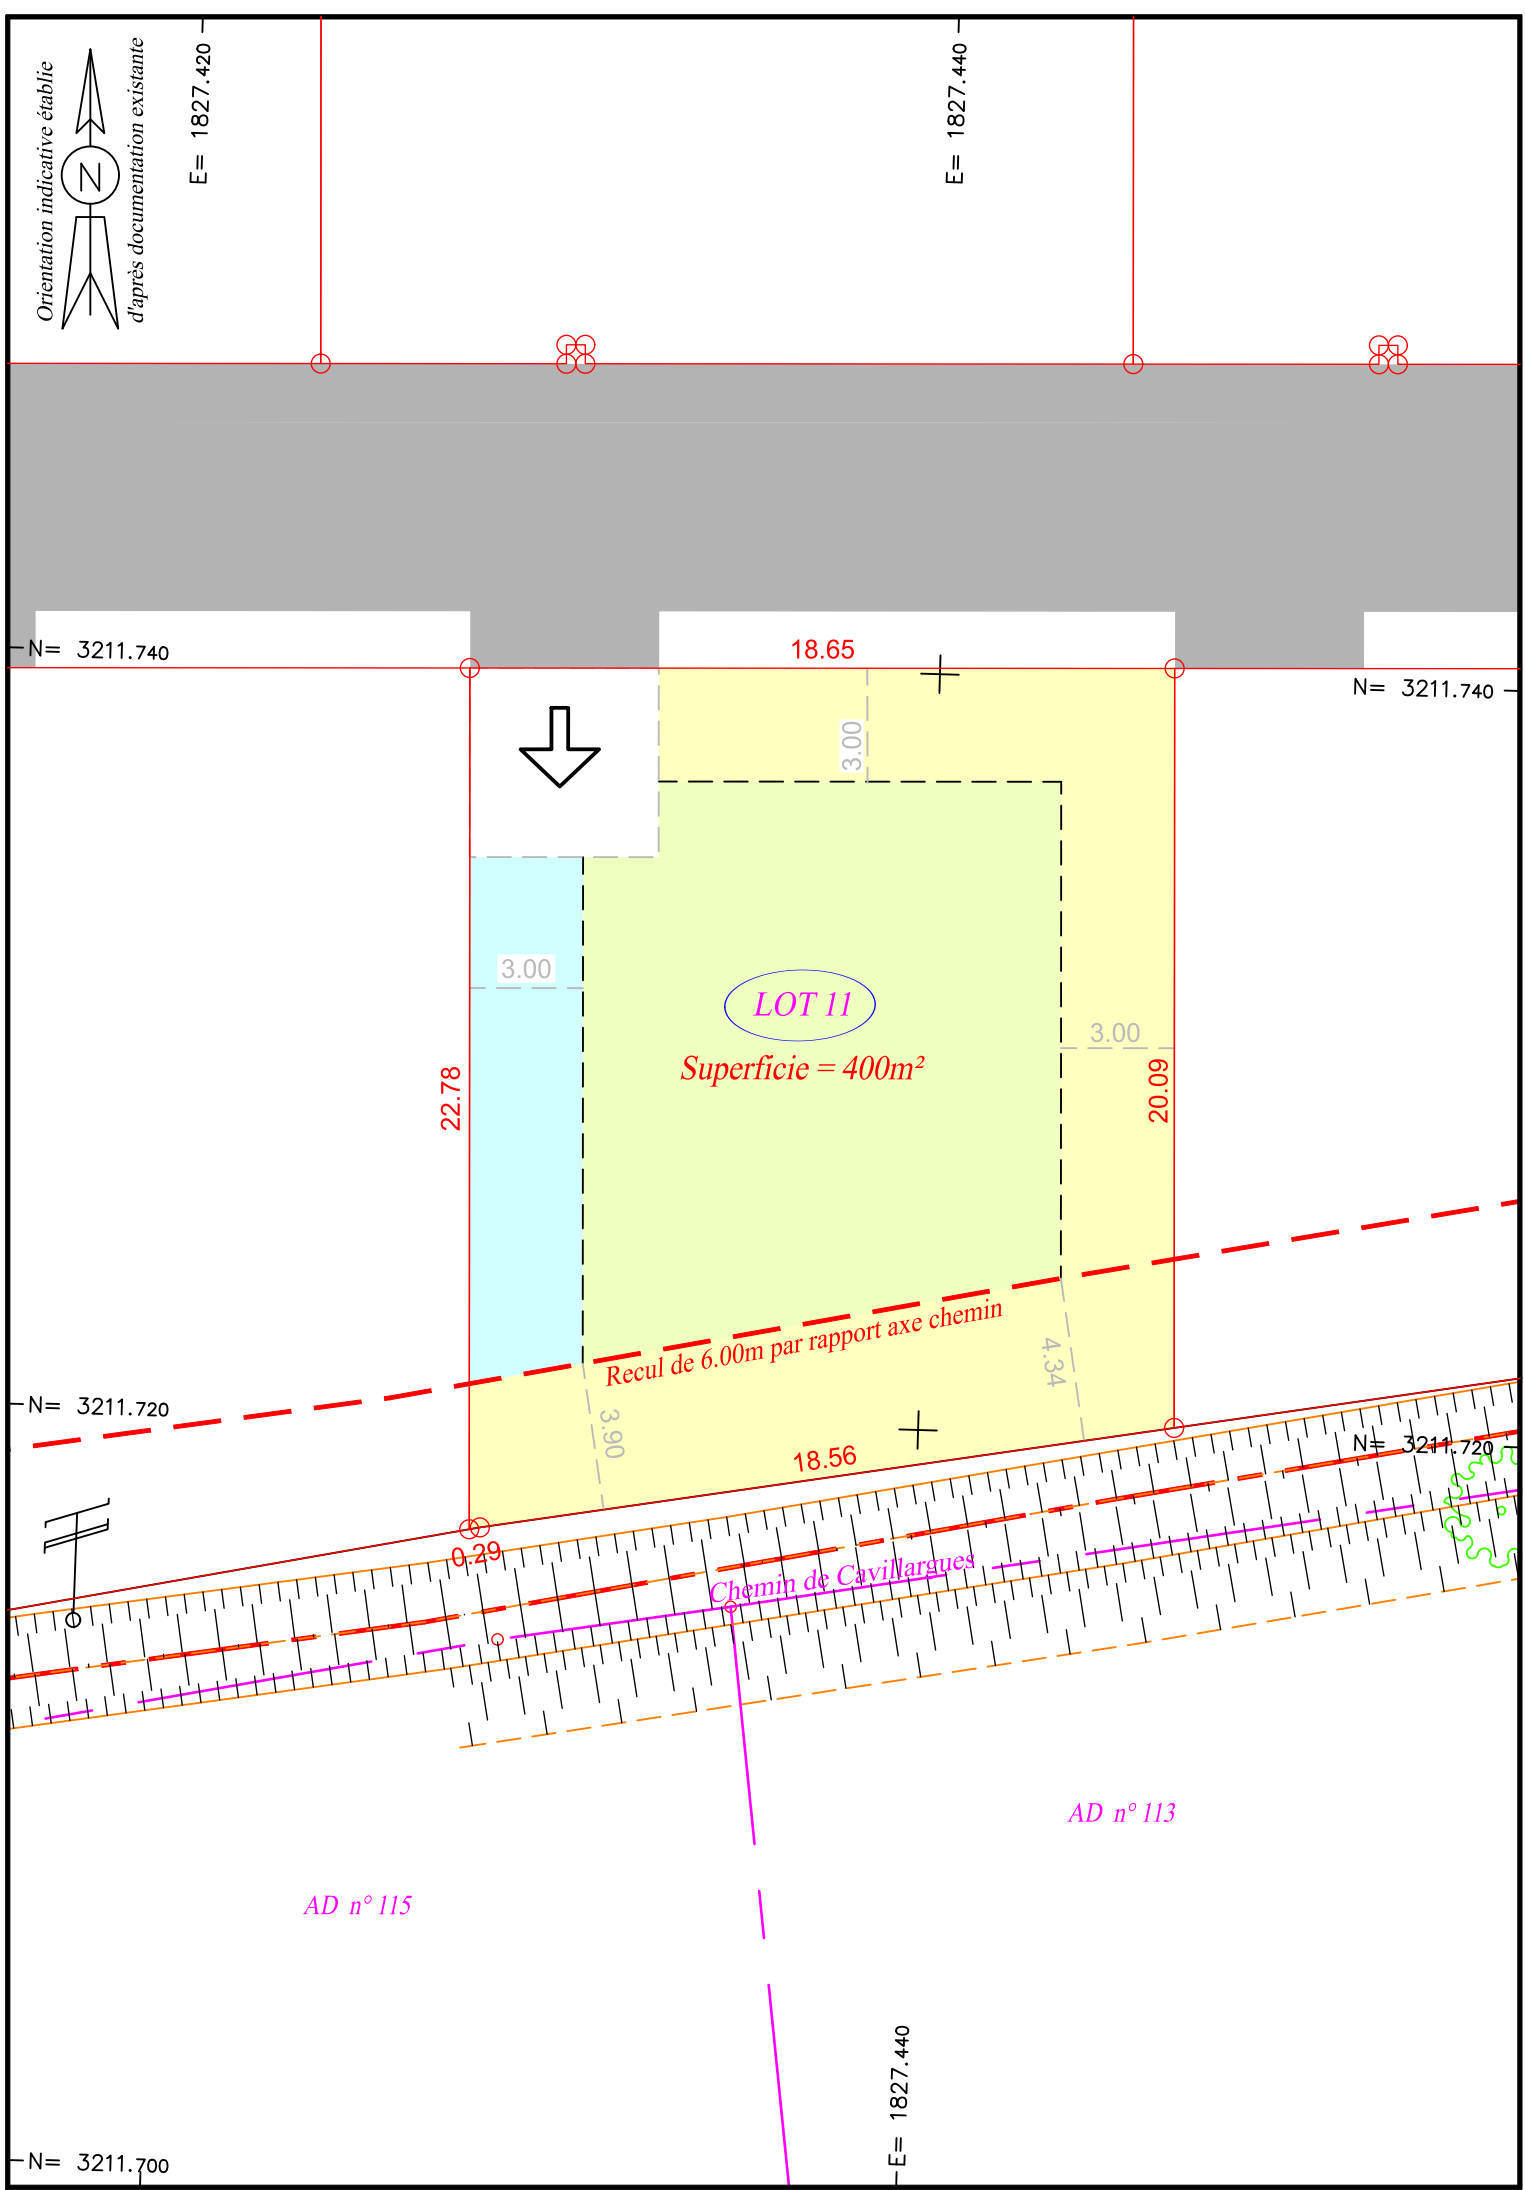 Orientation indicative établie
d'après documentation existante
N
E= 1827.420
E= 1827.440
N= 3211.740
18.65
N= 3211.740
3.00
3.00
LOT 11
3.00
Superficie = 400m²
22.78
20.09
Recul de 6.00m par rapport axe chemin
4.34
N= 3211.720
3.90
N= 3211.720
18.56
0.29
Chemin de Cavillargues
AD n° 113
AD n° 115
E= 1827.440
N= 3211.700